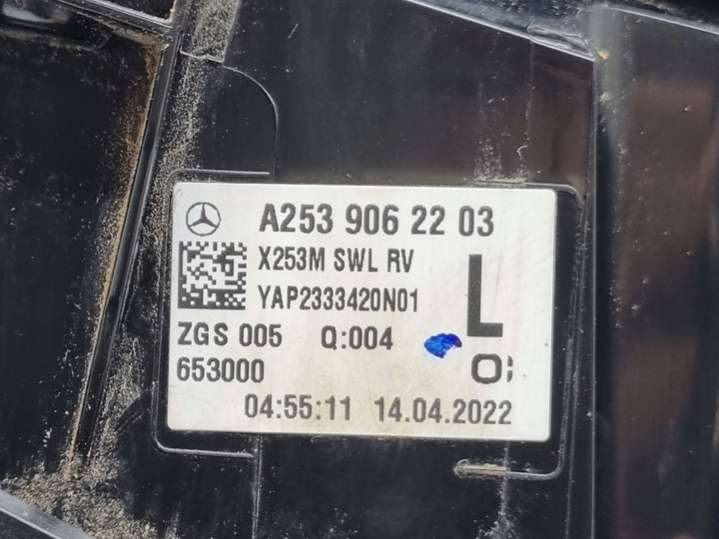 A253 906 22 03
X253M SWL RV
YAP2333420N01
L
ZGS 005 Q:004
653000
04:55:11 14.04.2022